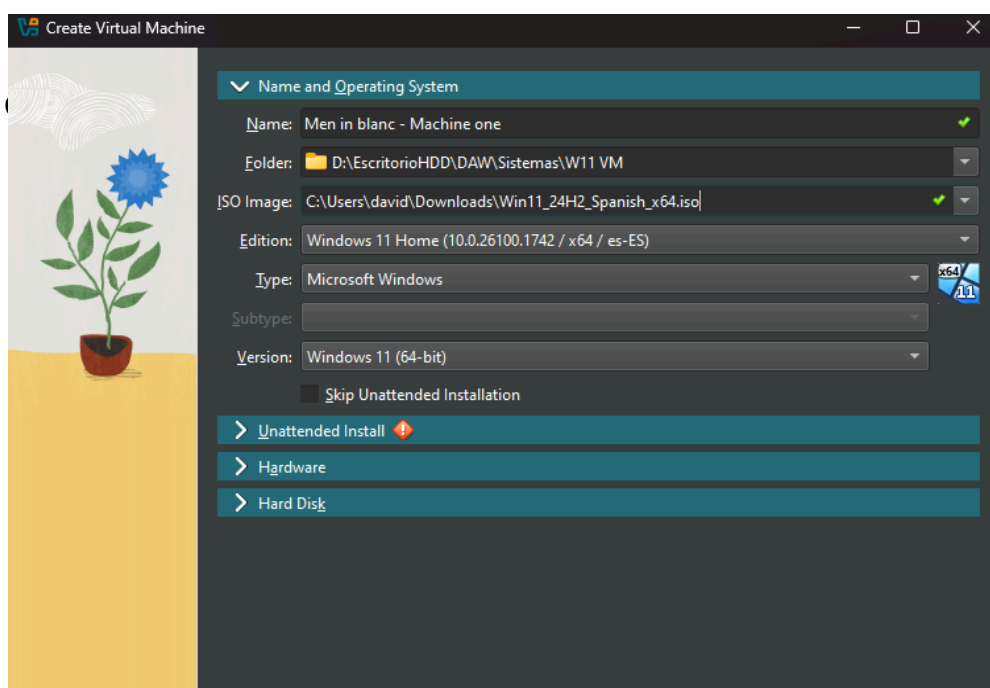 Create Virtual Machine
Name and Operating System
Name: Men in blanc - Machine one
Folder: D:\EscritorioHDD\DAW\Sistemas\W11 VM
ISO Image: C:\Users\david\Downloads\Win11_24H2_Spanish_x64.iso
Edition: Windows 11 Home (10.0.26100.1742 / x64 / es-ES)
Type: Microsoft Windows
x64
11
Subtype:
Version: Windows 11 (64-bit)
Skip Unattended Installation
Unattended Install
Hardware
Hard Disk